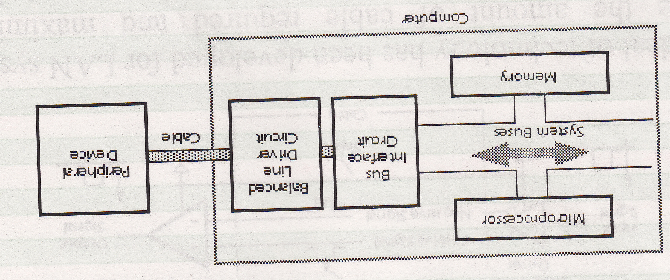 Microprocessor
System Buses
Memory
Bus
Interface
Circuit
Balanced
Line
Driver
Circuit
Cable
Peripheral
Device
Computer